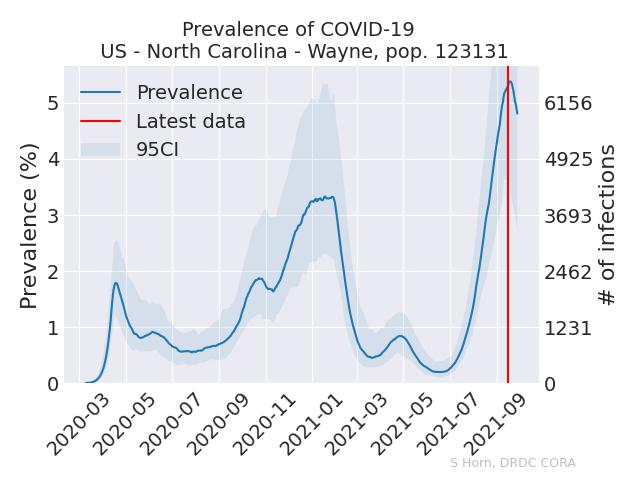 Prevalence of COVID-19
US - North Carolina - Wayne, pop. 123131
Prevalence
Latest data
95CI
Prevalence (%)
5
4
3
2
1
0
6156
4925
3693
2462
1231
0
# of infections
2020-03
2020-05
2020-07
2020-09
2020-11
2021-01
2021-03
2021-05
2021-07
2021-09
S Horn, DRDC CORA